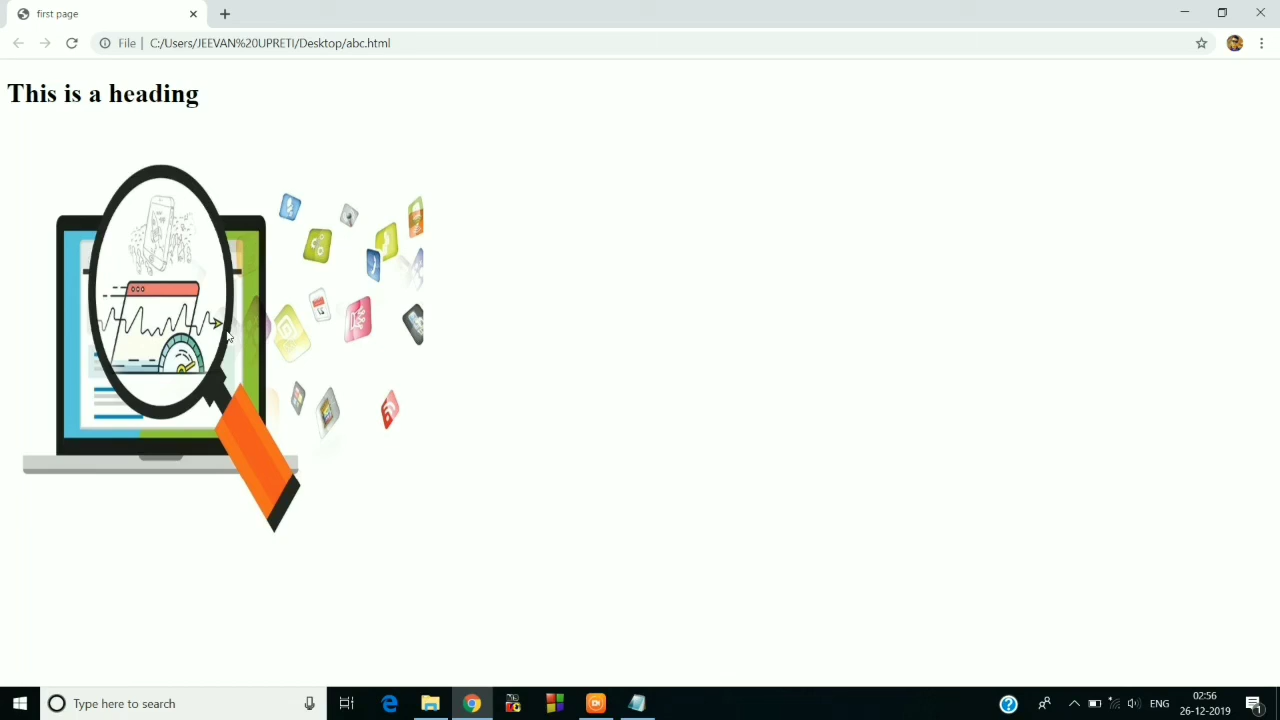 first page
File | C:/Users/JEEVAN%20UPRETI/Desktop/abc.html
This is a heading
Type here to search
ENG
02:56
26-12-2019
1